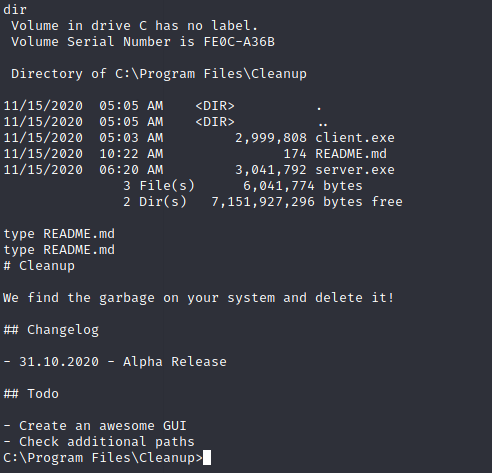 dir
 Volume in drive C has no label.
 Volume Serial Number is FE0C-A36B

 Directory of C:\Program Files\Cleanup

11/15/2020  05:05 AM    <DIR>          .
11/15/2020  05:05 AM    <DIR>          ..
11/15/2020  05:03 AM         2,999,808 client.exe
11/15/2020  10:22 AM               174 README.md
11/15/2020  06:20 AM         3,041,792 server.exe
               3 File(s)      6,041,774 bytes
               2 Dir(s)   7,151,927,296 bytes free

type README.md
type README.md
# Cleanup

We find the garbage on your system and delete it!

## Changelog

- 31.10.2020 - Alpha Release

## Todo

- Create an awesome GUI
- Check additional paths
C:\Program Files\Cleanup>